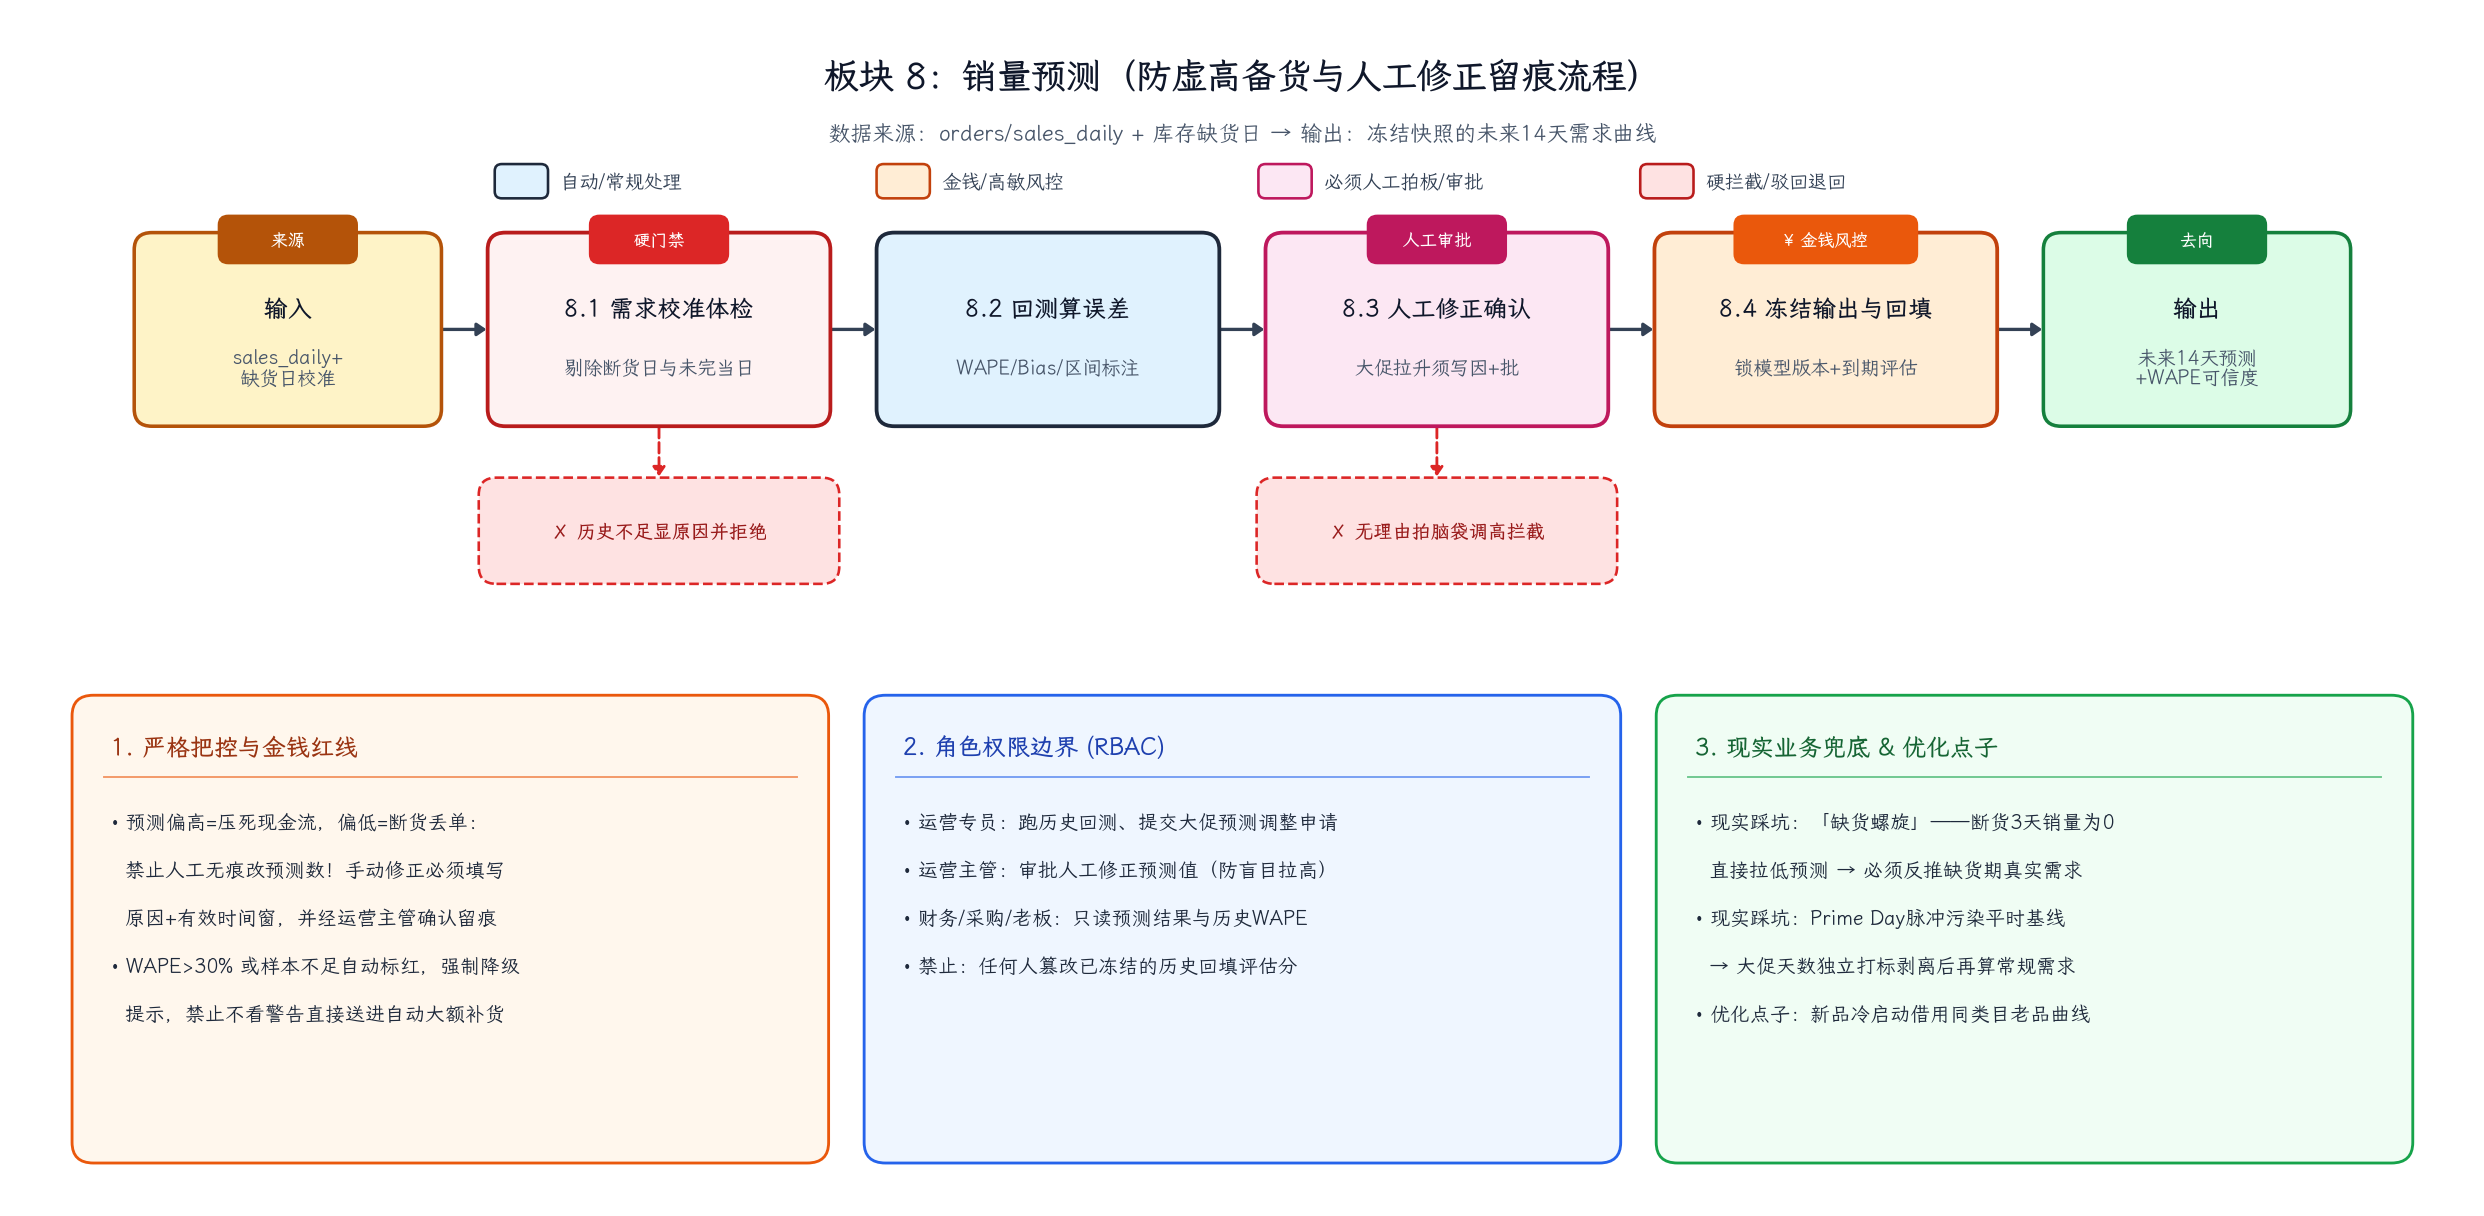 板块 8：销量预测（防虚高备货与人工修正留痕流程）
数据来源：orders/sales_daily + 库存缺货日 → 输出：冻结快照的未来14天需求曲线
自动/常规处理
金钱/高敏风控
必须人工拍板/审批
硬拦截/驳回退回
来源
输入
sales_daily+
缺货日校准
硬门禁
8.1 需求校准体检
剔除断货日与未完当日
8.2 回测算误差
WAPE/Bias/区间标注
人工审批
8.3 人工修正确认
大促拉升须写因+批
¥ 金钱风控
8.4 冻结输出与回填
锁模型版本+到期评估
去向
输出
未来14天预测
+WAPE可信度
X 历史不足显原因并拒绝
X 无理由拍脑袋调高拦截
1. 严格把控与金钱红线
• 预测偏高=压死现金流，偏低=断货丢单：
禁止人工无痕改预测数！手动修正必须填写
原因+有效时间窗，并经运营主管确认留痕
• WAPE>30% 或样本不足自动标红，强制降级
提示，禁止不看警告直接送进自动大额补货
2. 角色权限边界 (RBAC)
• 运营专员：跑历史回测、提交大促预测调整申请
• 运营主管：审批人工修正预测值（防盲目拉高）
• 财务/采购/老板：只读预测结果与历史WAPE
• 禁止：任何人篡改已冻结的历史回填评估分
3. 现实业务兜底 & 优化点子
• 现实踩坑：「缺货螺旋」——断货3天销量为0
直接拉低预测 → 必须反推缺货期真实需求
• 现实踩坑：Prime Day脉冲污染平时基线
→ 大促天数独立打标剥离后再算常规需求
• 优化点子：新品冷启动借用同类目老品曲线